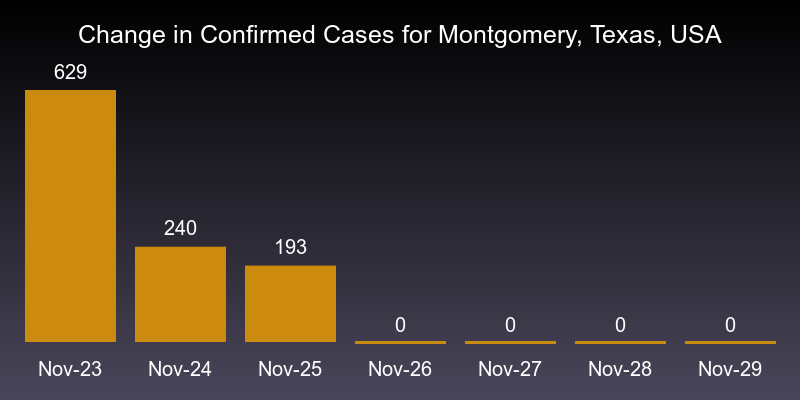 Change in Confirmed Cases for Montgomery, Texas, USA
629
240
193
0
0
0
0
Nov-23
Nov-24
Nov-25
Nov-26
Nov-27
Nov-28
Nov-29